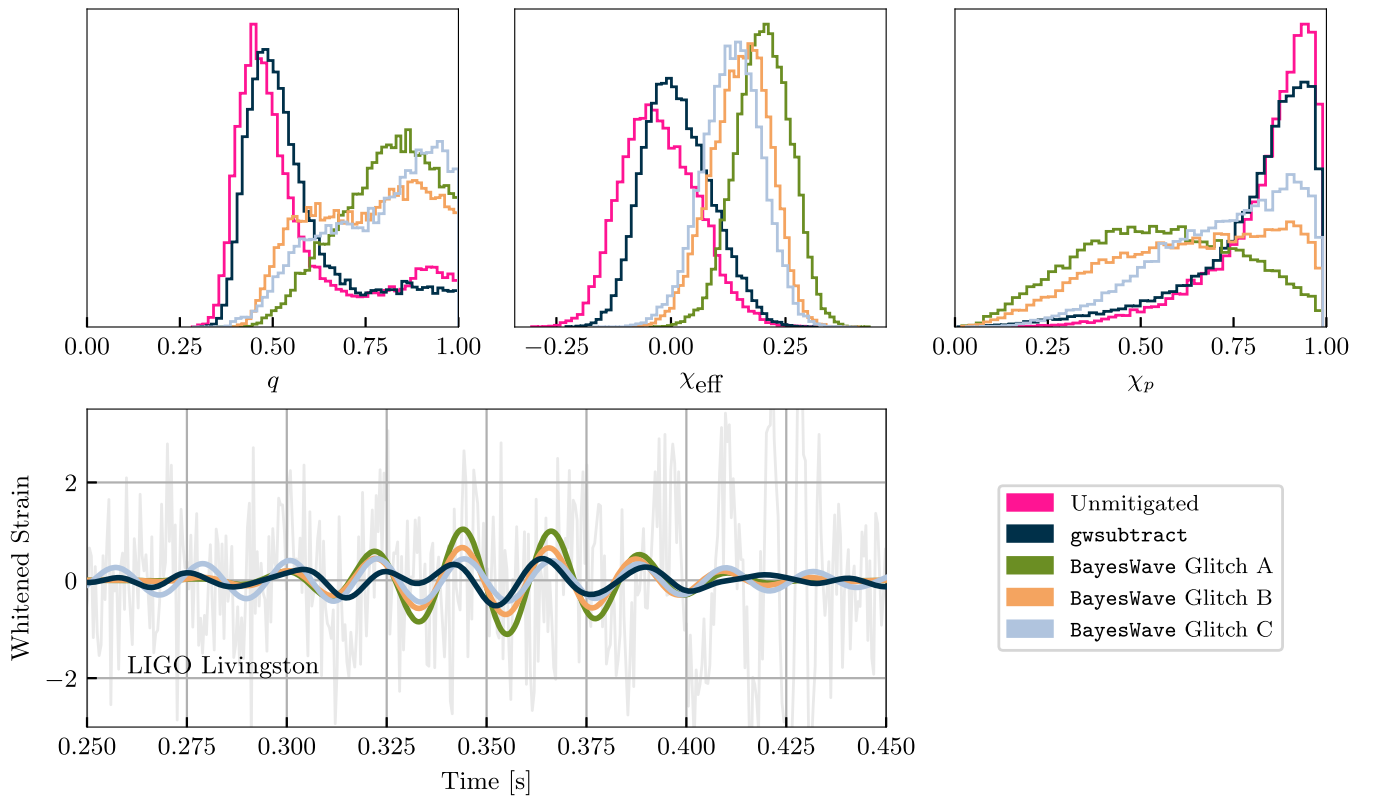 0.00 0.25 0.50 0.75 1.00
q
−0.25 0.00 0.25
χeff
0.00 0.25 0.50 0.75 1.00
χp
Whitened Strain
2
0
−2
LIGO Livingston
0.250 0.275 0.300 0.325 0.350 0.375 0.400 0.425 0.450
Time [s]
Unmitigated
gwsubtract
BayesWave Glitch A
BayesWave Glitch B
BayesWave Glitch C